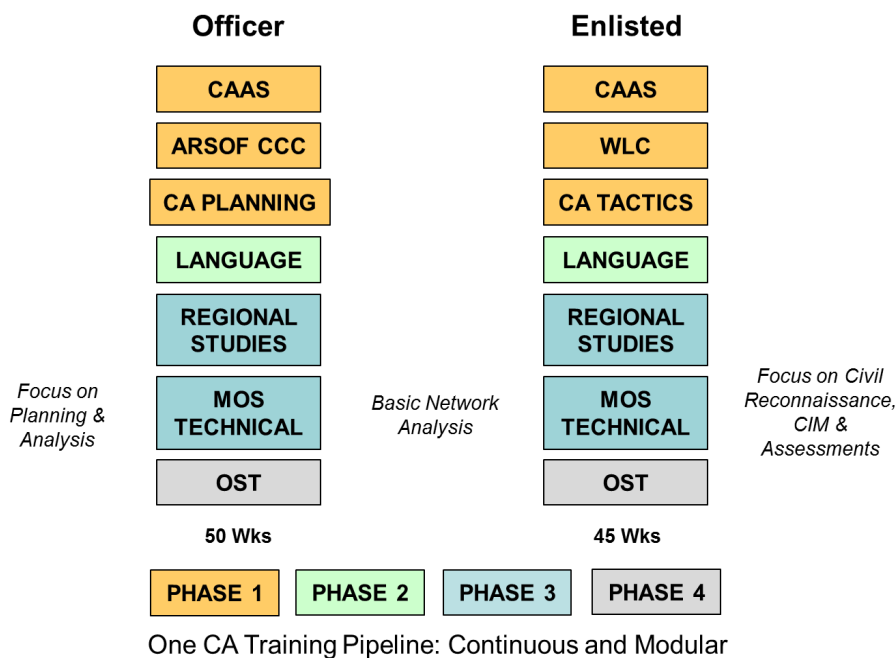 Officer
Enlisted
CAAS
CAAS
ARSOF CCC
WLC
CA PLANNING
CA TACTICS
LANGUAGE
LANGUAGE
REGIONAL
STUDIES
REGIONAL
STUDIES
Focus on
Planning &
Analysis
MOS
TECHNICAL
Basic Network
Analysis
MOS
TECHNICAL
Focus on Civil
Reconnaissance,
CIM &
Assessments
OST
OST
50 Wks
45 Wks
PHASE 1
PHASE 2
PHASE 3
PHASE 4
One CA Training Pipeline: Continuous and Modular